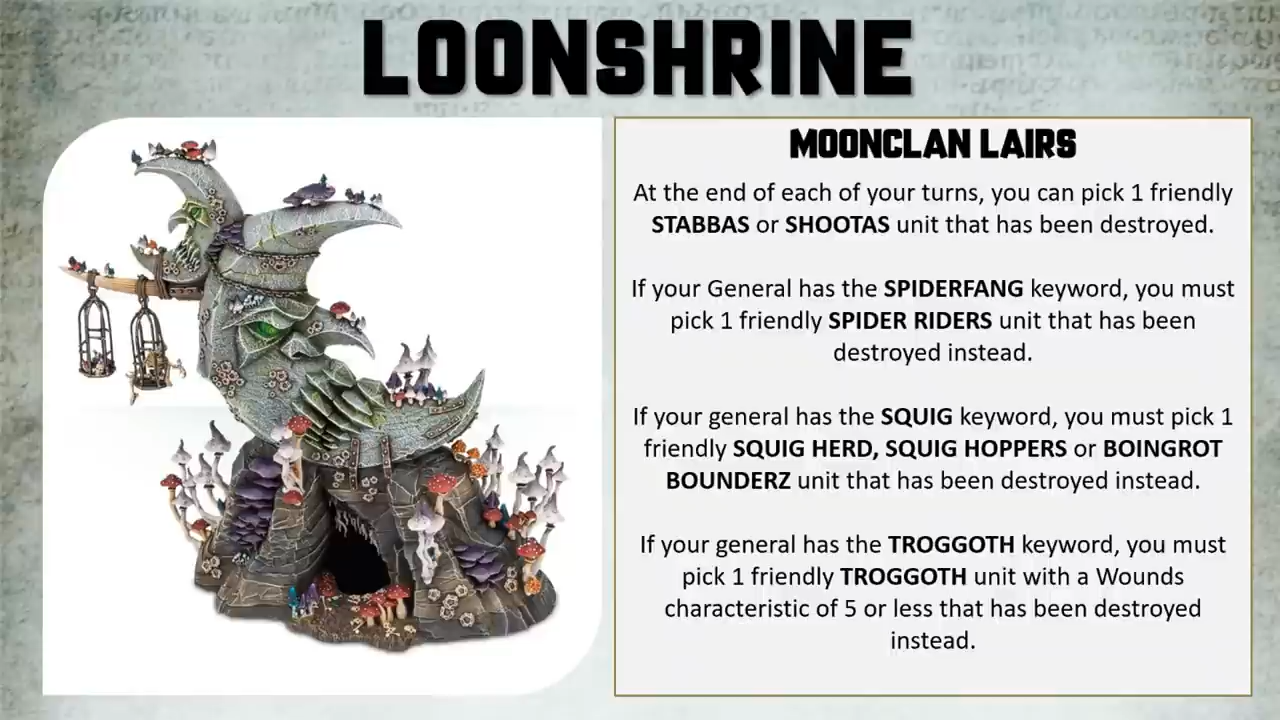 LOONSHRINE
MOONCLAN LAIRS
At the end of each of your turns, you can pick 1 friendly
STABBAS or SHOOTAS unit that has been destroyed.
If your General has the SPIDERFANG keyword, you must
pick 1 friendly SPIDER RIDERS unit that has been
destroyed instead.
If your general has the SQUIG keyword, you must pick 1
friendly SQUIG HERD, SQUIG HOPPERS or BOINGROT
BOUNDERZ unit that has been destroyed instead.
If your general has the TROGGOTH keyword, you must
pick 1 friendly TROGGOTH unit with a Wounds
characteristic of 5 or less that has been destroyed
instead.